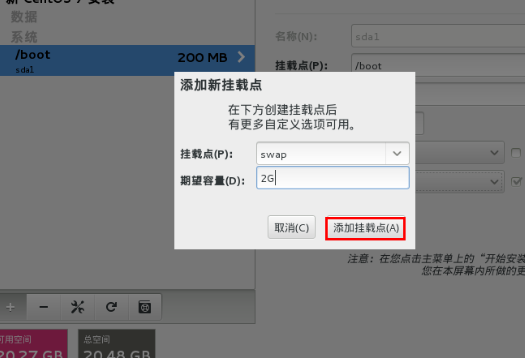 新 CentOS 7 安装
数据
系统
/boot
200 MB
sda1
名称(N):
sda1
挂载点(P):
/boot
添加新挂载点
在下方创建挂载点后
有更多自定义选项可用。
挂载点(P):
swap
期望容量(D):
2G
取消(C)
添加挂载点(A)
注意：在您点击主菜单上的“开始安装
您在本屏幕内所做的更
可用空间
20.27 GB
总空间
20.48 GB